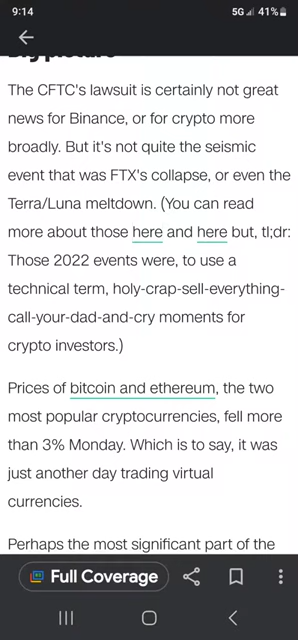 9:14
5G 41%
Big picture
The CFTC's lawsuit is certainly not great
news for Binance, or for crypto more
broadly. But it's not quite the seismic
event that was FTX's collapse, or even the
Terra/Luna meltdown. (You can read
more about those here and here but, tl;dr:
Those 2022 events were, to use a
technical term, holy-crap-sell-everything-
call-your-dad-and-cry moments for
crypto investors.)
Prices of bitcoin and ethereum, the two
most popular cryptocurrencies, fell more
than 3% Monday. Which is to say, it was
just another day trading virtual
currencies.
Perhaps the most significant part of the
Full Coverage